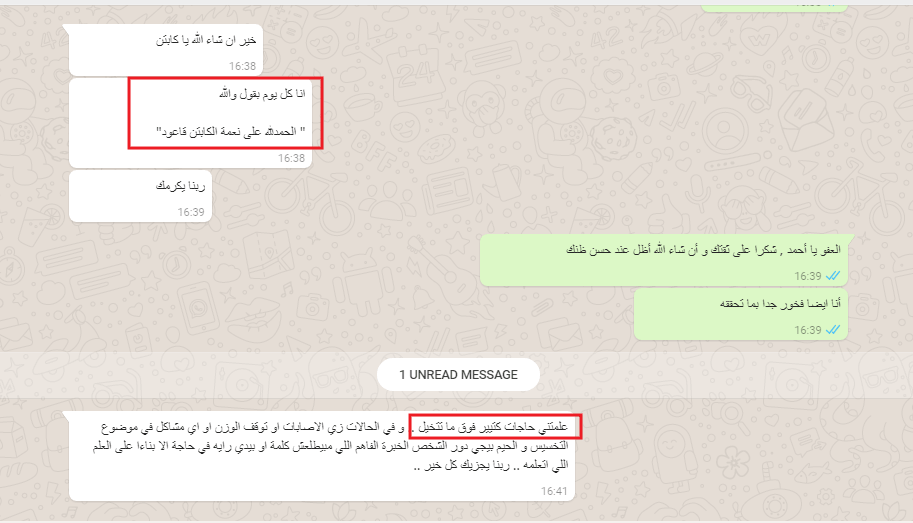 خير ان شاء الله يا كابتن
16:38
انا كل يوم بقول والله
" الحمدلله على نعمة الكابتن قاعود"
16:38
ربنا يكرمك
16:39
العفو يا أحمد , شكرا على ثقتك و أن شاء الله أظل عند حسن ظنك
16:39
أنا ايضا فخور جدا بما تحققه
16:39
1 UNREAD MESSAGE
علمتني حاجات كتيير فوق ما تتخيل .. و في الحالات زي الاصابات او توقف الوزن او اي مشاكل في موضوع
التخسيس و الجيم بيجي دور الشخص الخبرة الفاهم اللي مبيطلعش كلمة او بيدي رايه في حاجة الا بناءا على العلم
اللي اتعلمه .. ربنا يجزيك كل خير ..
16:41